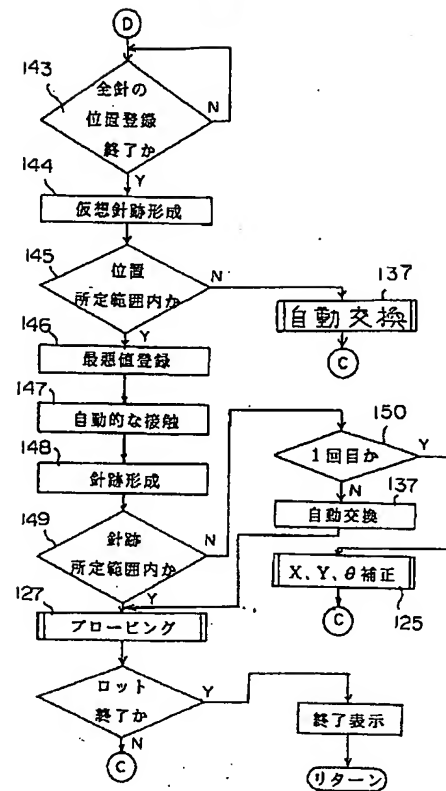 D
143
全針の
位置登録
終了か
N
Y
144
仮想針跡形成
145
位置
所定範囲内か
N
Y
137
自動交換
C
146
最悪値登録
147
自動的な接触
148
針跡形成
149
針跡
所定範囲内か
N
Y
150
1回目か
Y
N
137
自動交換
X、Y、θ補正
125
C
127
プロービング
ロット
終了か
Y
N
C
終了表示
リターン